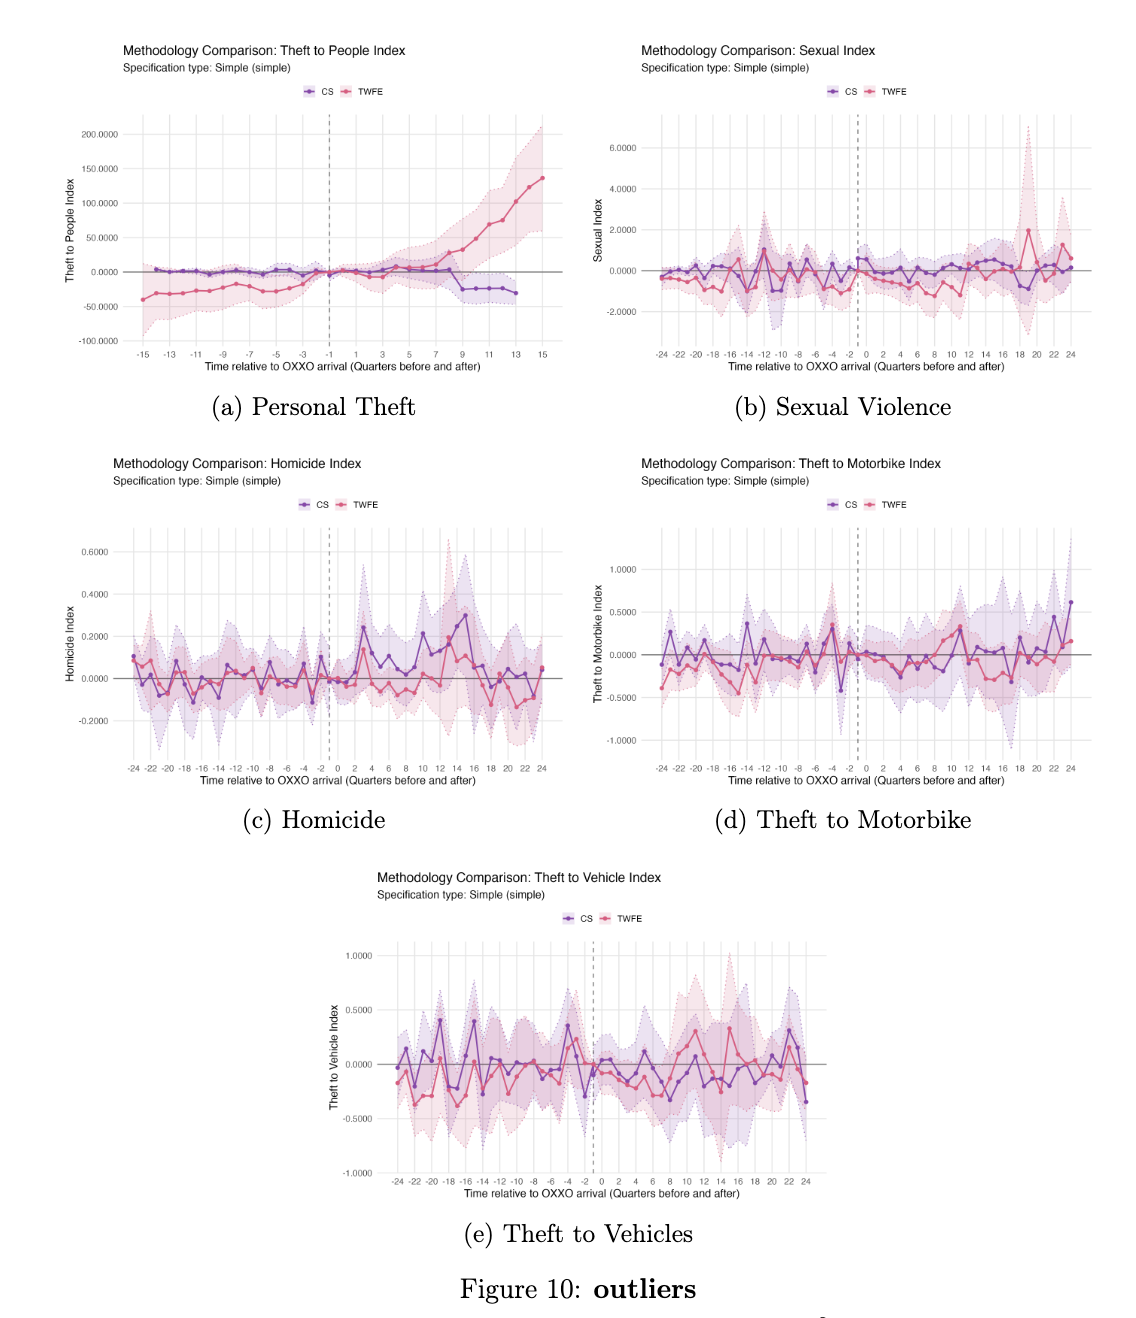 Methodology Comparison: Theft to People Index
Specification type: Simple (simple)
CS TWFE
Theft to People Index
200.0000
150.0000
100.0000
50.0000
0.0000
-50.0000
-100.0000
-15 -13 -11 -9 -7 -5 -3 -1 1 3 5 7 9 11 13 15
Time relative to OXXO arrival (Quarters before and after)
(a) Personal Theft
Methodology Comparison: Sexual Index
Specification type: Simple (simple)
CS TWFE
Sexual Index
6.0000
4.0000
2.0000
0.0000
-2.0000
-24 -22 -20 -18 -16 -14 -12 -10 -8 -6 -4 -2 0 2 4 6 8 10 12 14 16 18 20 22 24
Time relative to OXXO arrival (Quarters before and after)
(b) Sexual Violence
Methodology Comparison: Homicide Index
Specification type: Simple (simple)
CS TWFE
Homicide Index
0.6000
0.4000
0.2000
0.0000
-0.2000
-24 -22 -20 -18 -16 -14 -12 -10 -8 -6 -4 -2 0 2 4 6 8 10 12 14 16 18 20 22 24
Time relative to OXXO arrival (Quarters before and after)
(c) Homicide
Methodology Comparison: Theft to Motorbike Index
Specification type: Simple (simple)
CS TWFE
Theft to Motorbike Index
1.0000
0.5000
0.0000
-0.5000
-1.0000
-24 -22 -20 -18 -16 -14 -12 -10 -8 -6 -4 -2 0 2 4 6 8 10 12 14 16 18 20 22 24
Time relative to OXXO arrival (Quarters before and after)
(d) Theft to Motorbike
Methodology Comparison: Theft to Vehicle Index
Specification type: Simple (simple)
CS TWFE
Theft to Vehicle Index
1.0000
0.5000
0.0000
-0.5000
-1.0000
-24 -22 -20 -18 -16 -14 -12 -10 -8 -6 -4 -2 0 2 4 6 8 10 12 14 16 18 20 22 24
Time relative to OXXO arrival (Quarters before and after)
(e) Theft to Vehicles
Figure 10: outliers